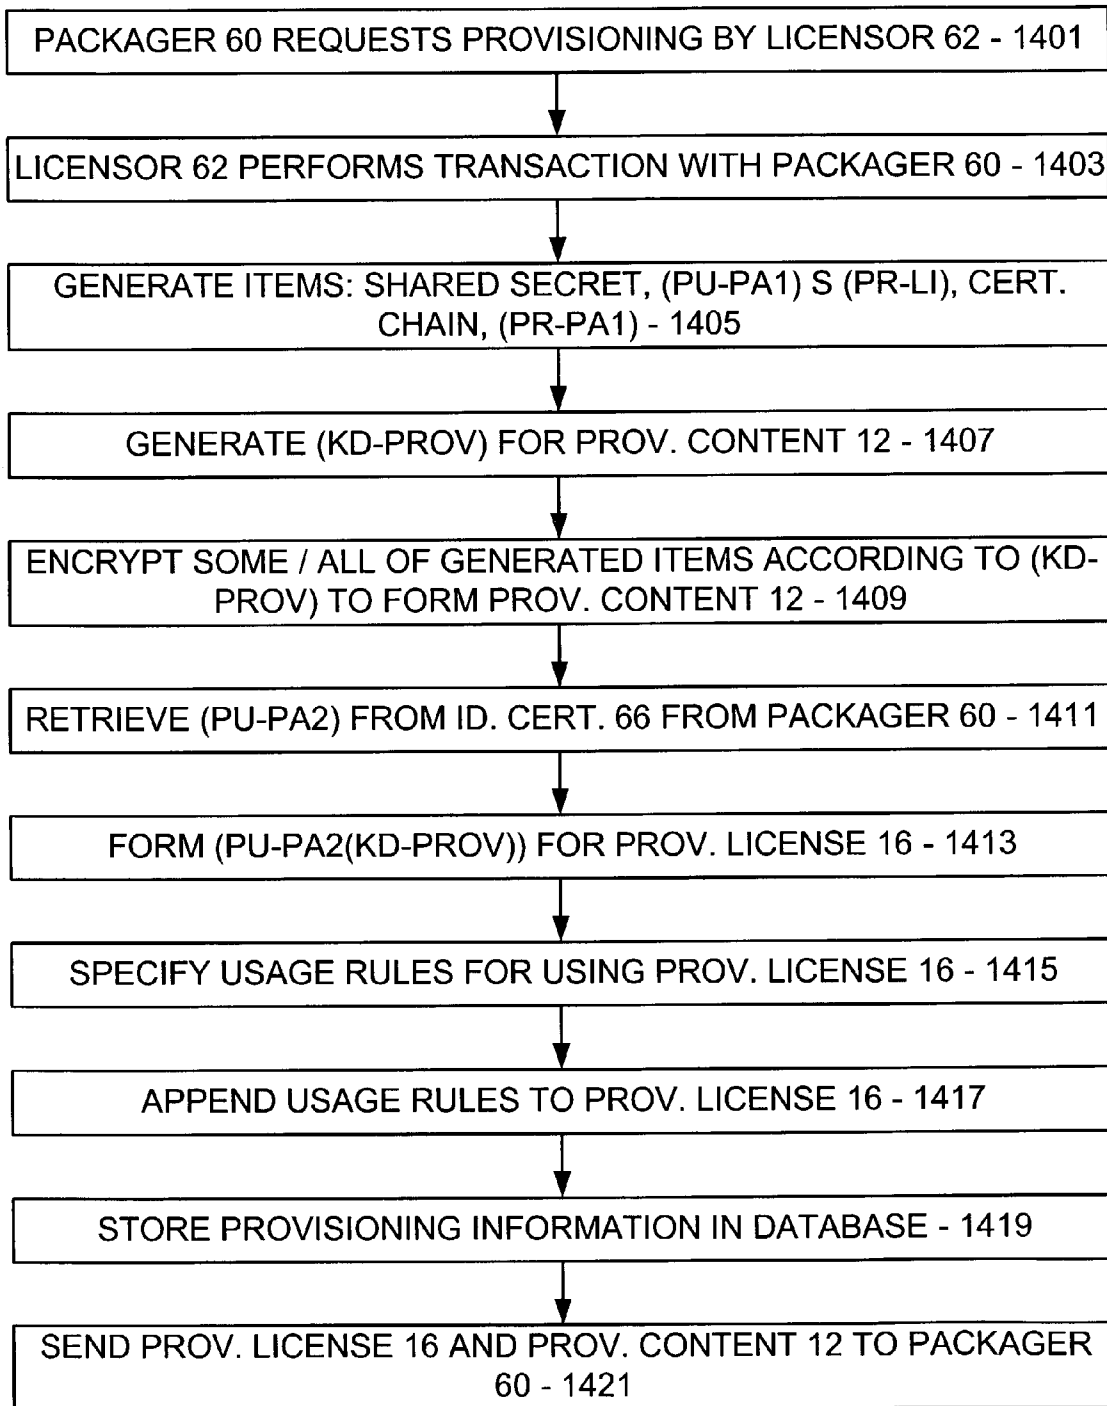 PACKAGER 60 REQUESTS PROVISIONING BY LICENSOR 62 - 1401
LICENSOR 62 PERFORMS TRANSACTION WITH PACKAGER 60 - 1403
GENERATE ITEMS: SHARED SECRET, (PU-PA1) S (PR-LI), CERT.
CHAIN, (PR-PA1) - 1405
GENERATE (KD-PROV) FOR PROV. CONTENT 12 - 1407
ENCRYPT SOME / ALL OF GENERATED ITEMS ACCORDING TO (KD-
PROV) TO FORM PROV. CONTENT 12 - 1409
RETRIEVE (PU-PA2) FROM ID. CERT. 66 FROM PACKAGER 60 - 1411
FORM (PU-PA2(KD-PROV)) FOR PROV. LICENSE 16 - 1413
SPECIFY USAGE RULES FOR USING PROV. LICENSE 16 - 1415
APPEND USAGE RULES TO PROV. LICENSE 16 - 1417
STORE PROVISIONING INFORMATION IN DATABASE - 1419
SEND PROV. LICENSE 16 AND PROV. CONTENT 12 TO PACKAGER
60 - 1421